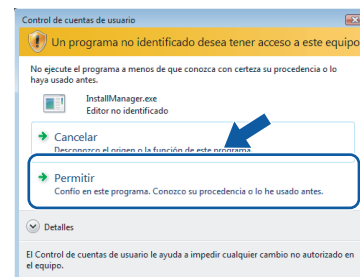 Control de cuentas de usuario
Un programa no identificado desea tener acceso a este equipo
No ejecute el programa a menos de que conozca con certeza su procedencia o lo
haya usado antes.
InstallManager.exe
Editor no identificado
Cancelar
Desconozco el origen o la función de este programa.
Permitir
Confío en este programa. Conozco su procedencia o lo he usado antes.
Detalles
El Control de cuentas de usuario le ayuda a impedir cualquier cambio no autorizado en
el equipo.